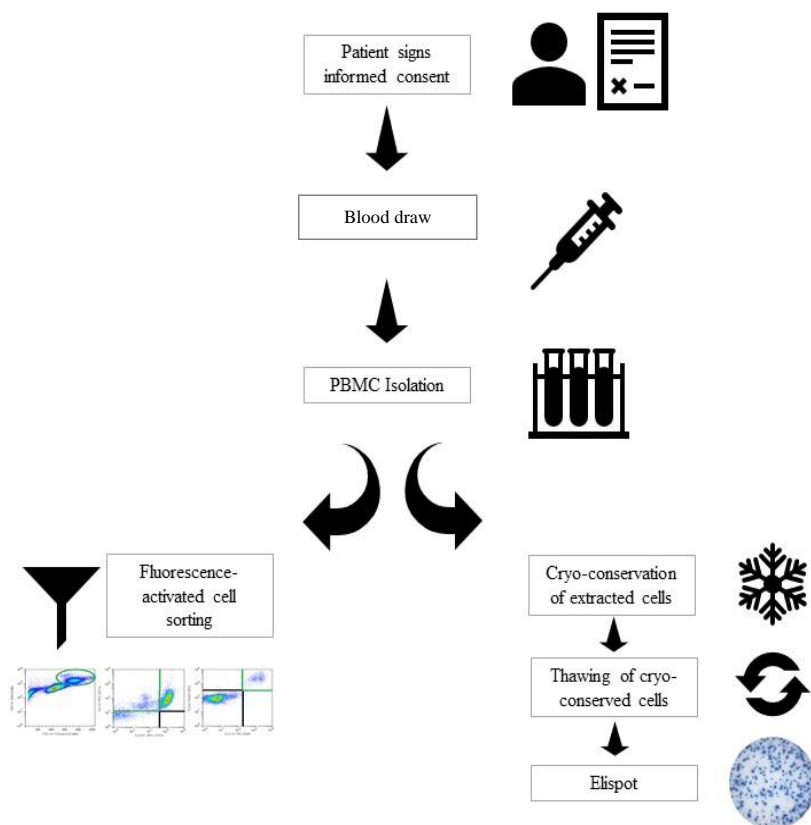 Patient signs
informed consent
Blood draw
PBMC Isolation
Fluorescence-
activated cell
sorting
Cryo-conservation
of extracted cells
Thawing of cryo-
conserved cells
Elispot